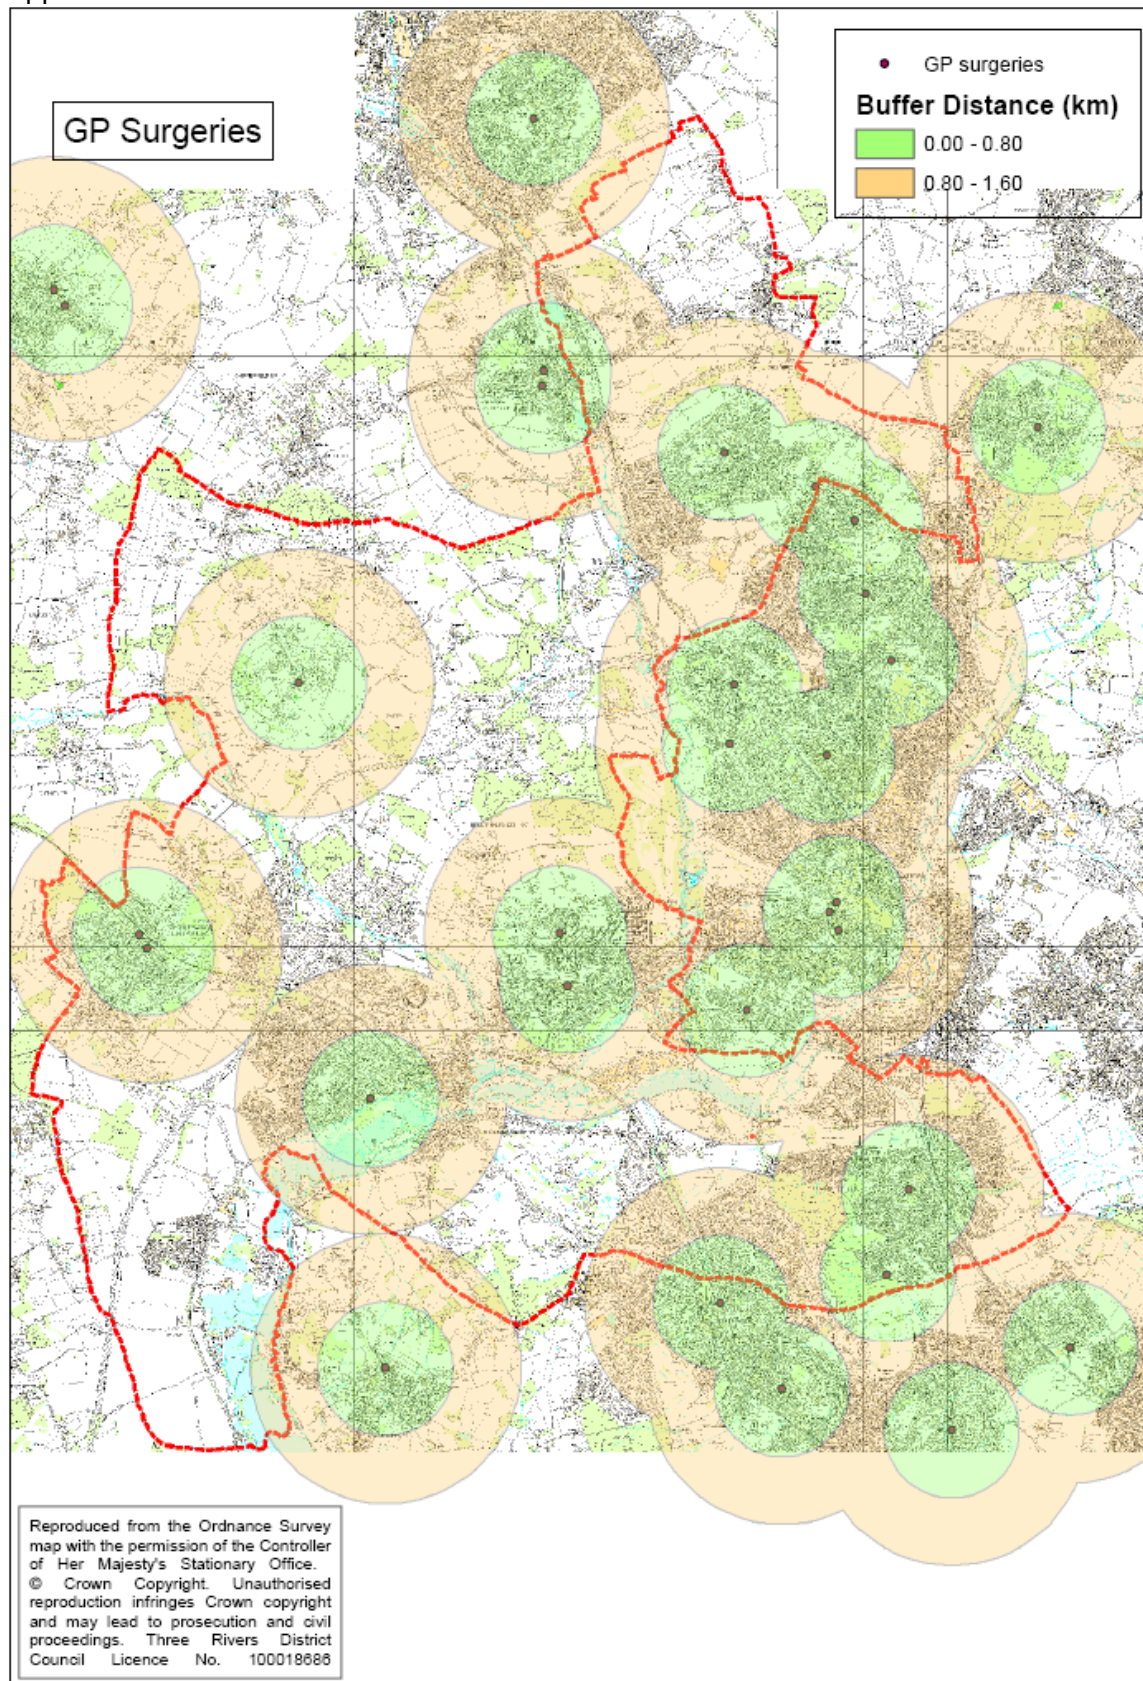 GP Surgeries
GP surgeries
Buffer Distance (km)
0.00 - 0.80
0.80 - 1.60
Reproduced from the Ordnance Survey
map with the permission of the Controller
of Her Majesty's Stationary Office.
© Crown Copyright. Unauthorised
reproduction infringes Crown copyright
and may lead to prosecution and civil
proceedings. Three Rivers District
Council Licence No. 100018686